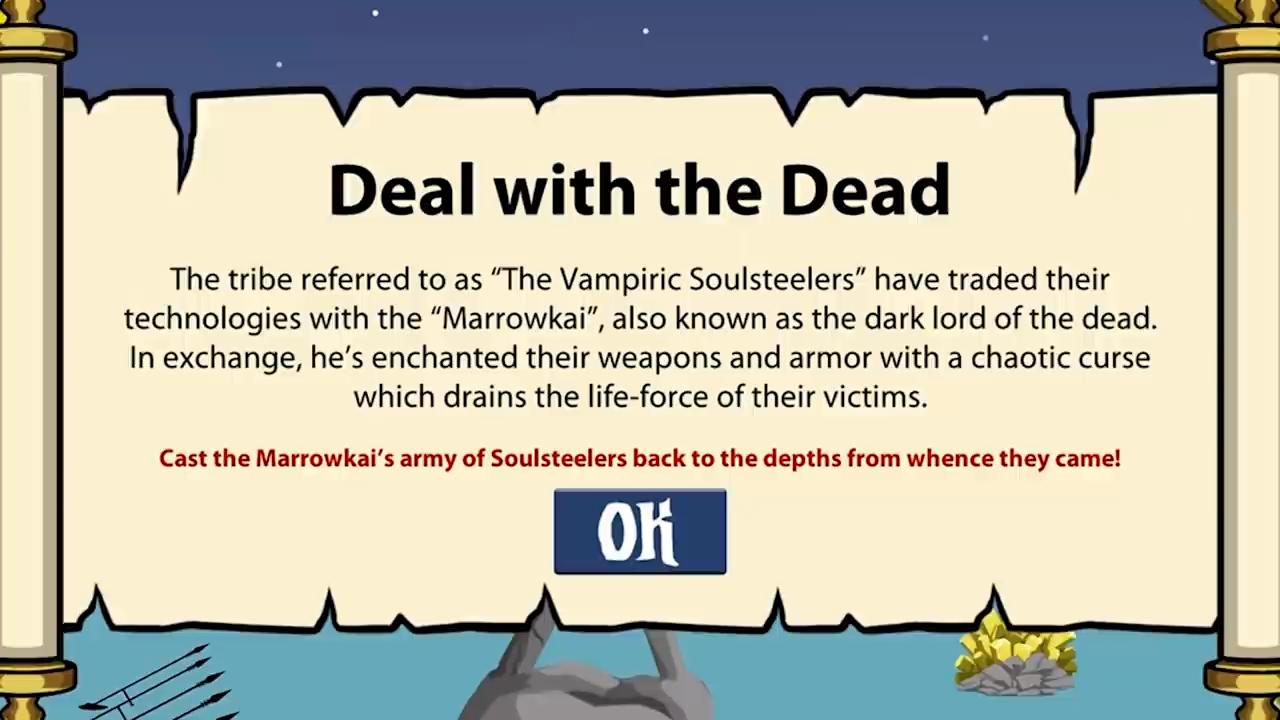 Deal with the Dead
The tribe referred to as “The Vampiric Soulsteelers” have traded their
technologies with the “Marrowkai”, also known as the dark lord of the dead.
In exchange, he’s enchanted their weapons and armor with a chaotic curse
which drains the life-force of their victims.
Cast the Marrowkai’s army of Soulsteelers back to the depths from whence they came!
OK